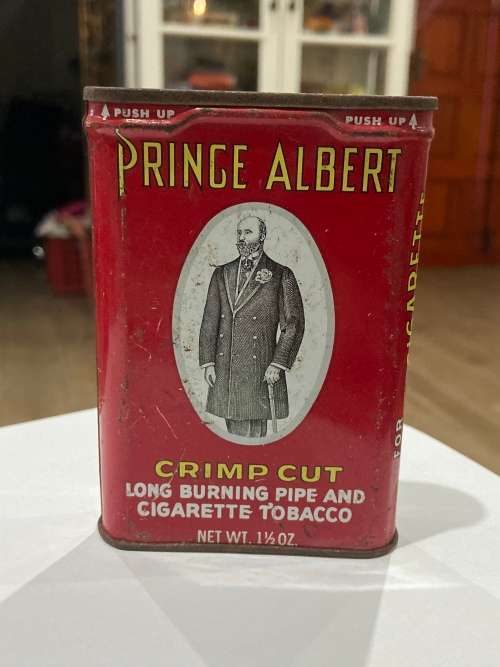 PUSH UP
PUSH UP
PRINCE ALBERT
CRIMP CUT
LONG BURNING PIPE AND
CIGARETTE TOBACCO
NET WT. 1½ OZ.
FOR